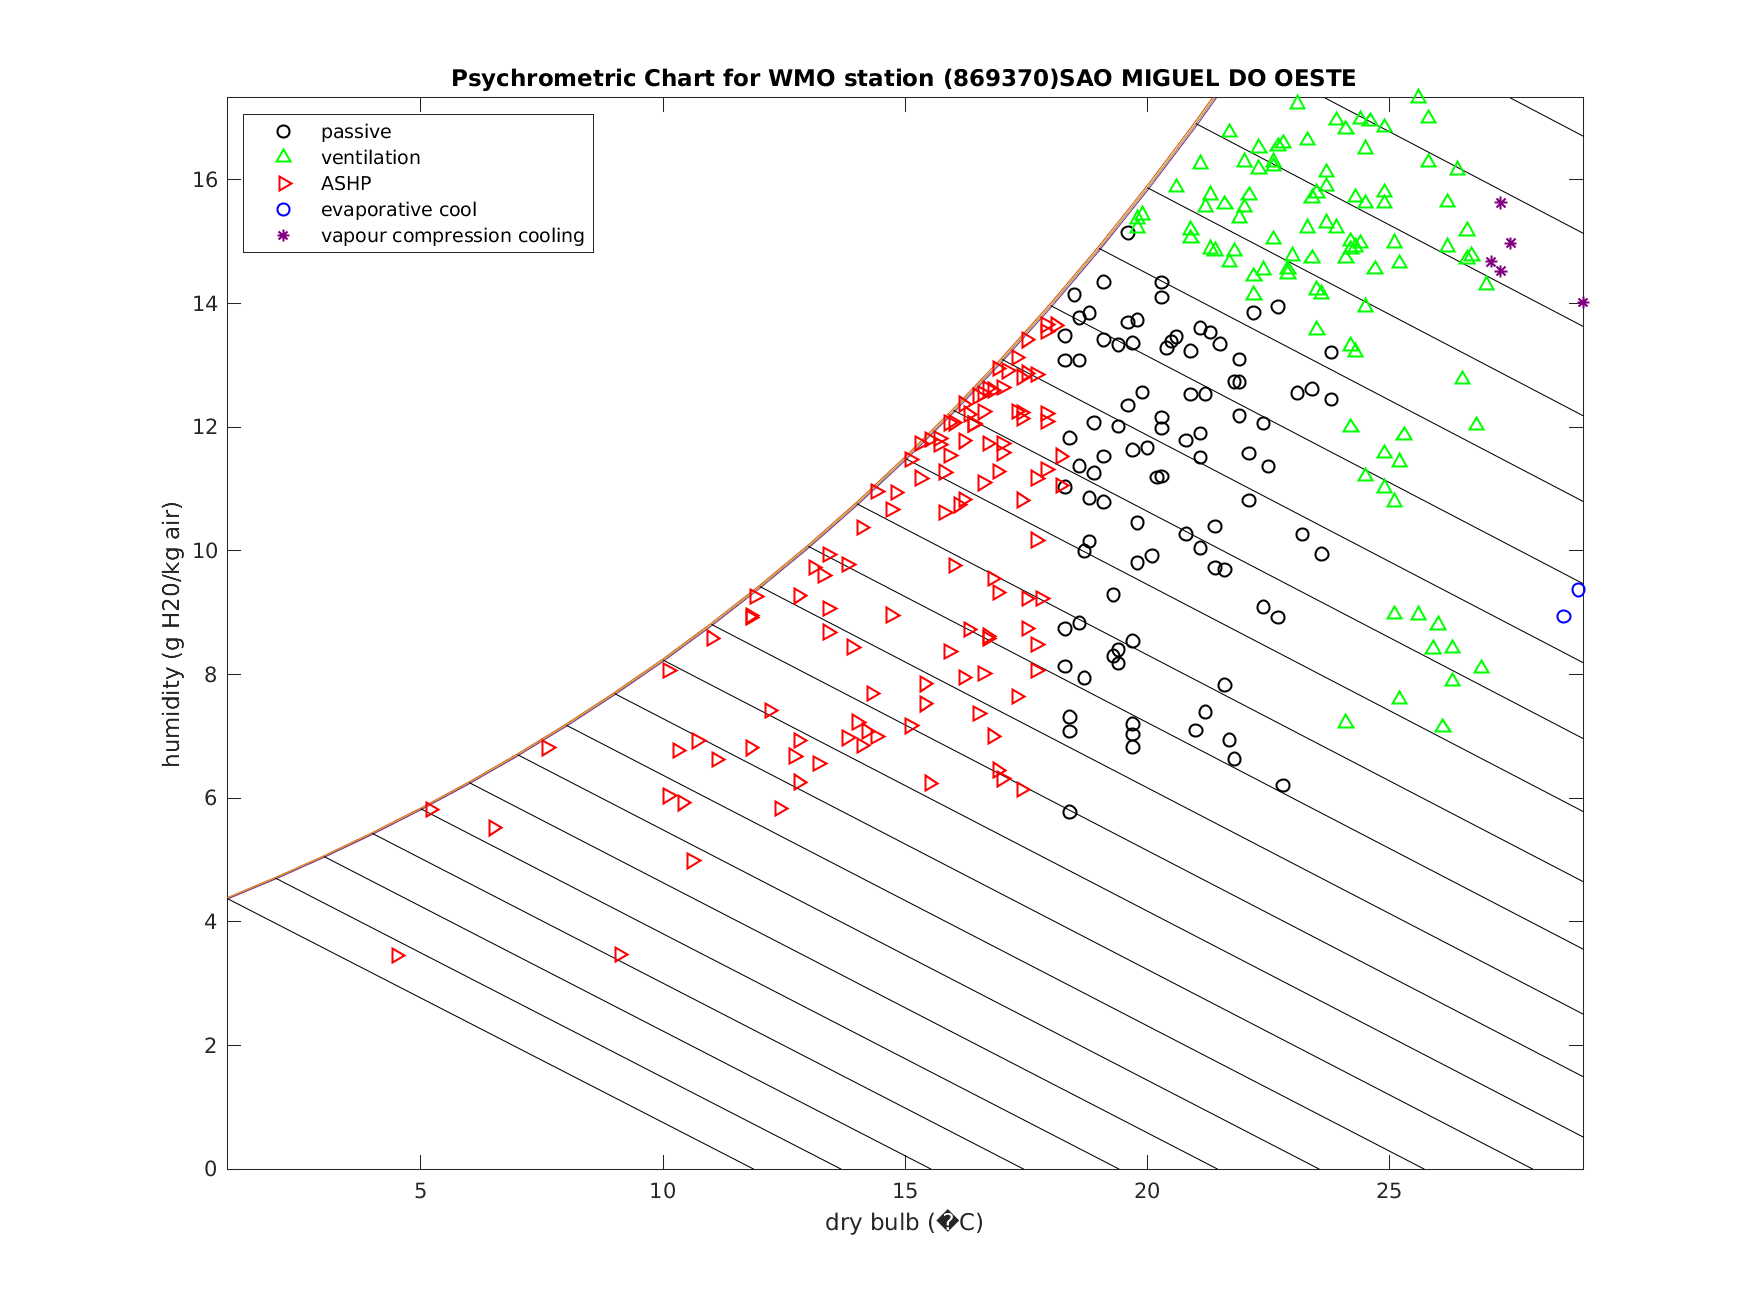 Psychrometric Chart for WMO station (869370)SAO MIGUEL DO OESTE
passive
ventilation
ASHP
evaporative cool
vapour compression cooling
16
14
12
10
8
6
4
2
0
humidity (g H20/kg air)
5 10 15 20 25
dry bulb (�C)